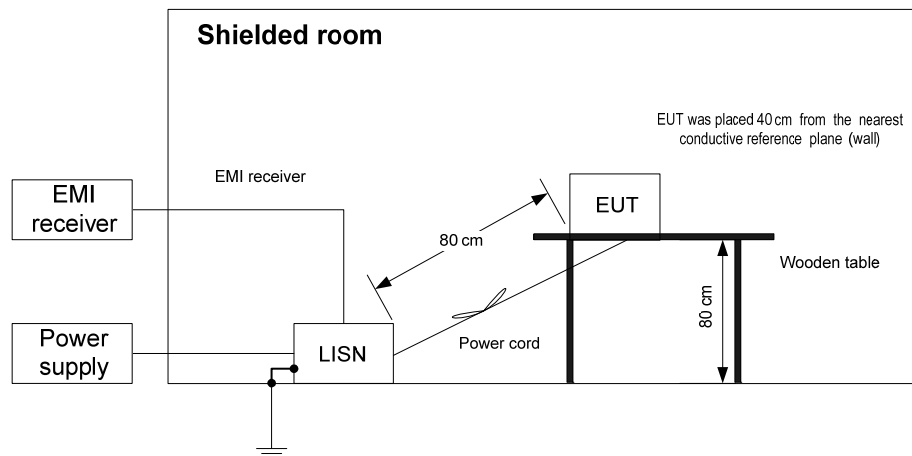 Shielded room
EUT was placed 40 cm from the nearest
conductive reference plane (wall)
EMI receiver
EMI
receiver
EUT
80 cm
Wooden table
80 cm
Power
supply
LISN
Power cord